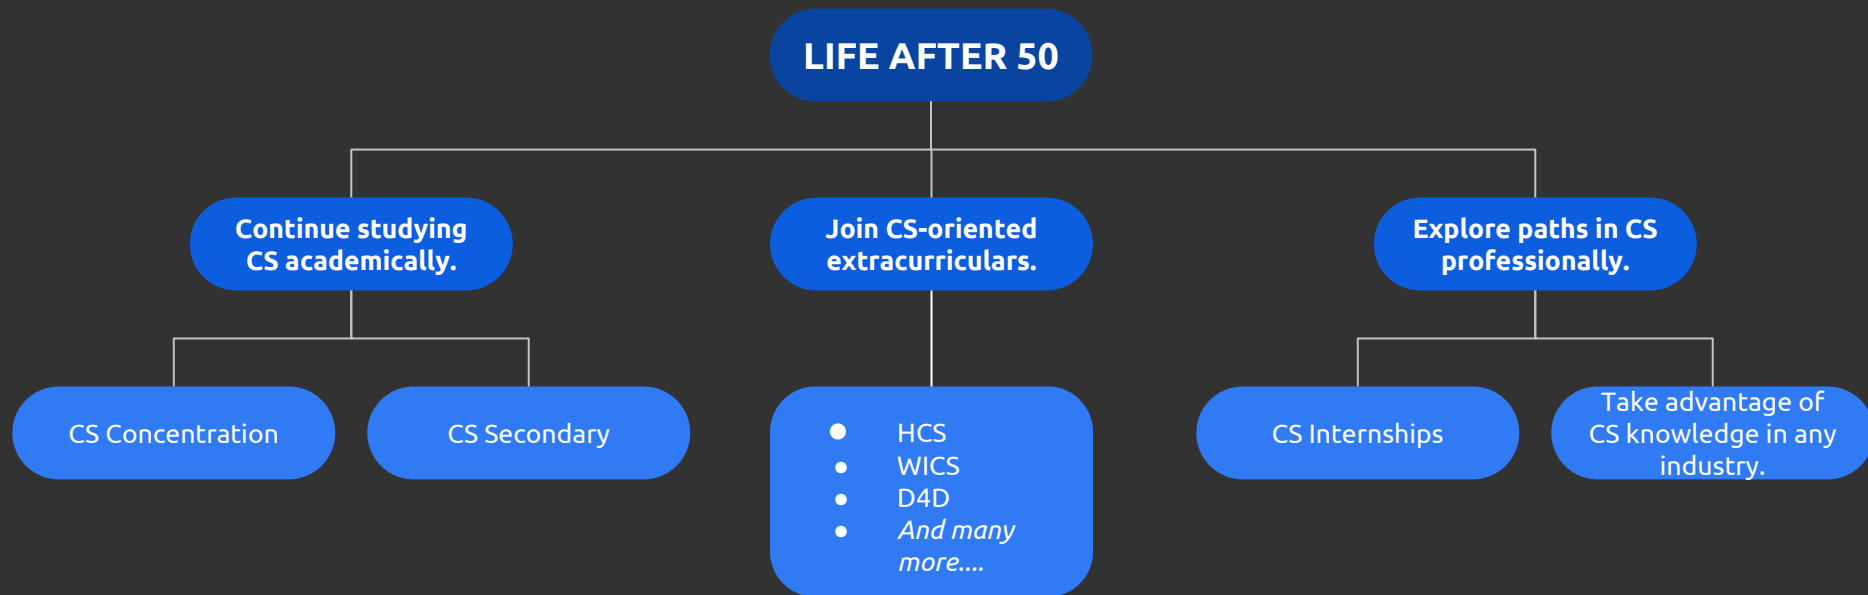 LIFE AFTER 50
Continue studying
CS academically.
Join CS-oriented
extracurriculars.
Explore paths in CS
professionally.
CS Concentration
CS Secondary
● HCS
● WICS
● D4D
● And many
more....
CS Internships
Take advantage of
CS knowledge in any
industry.